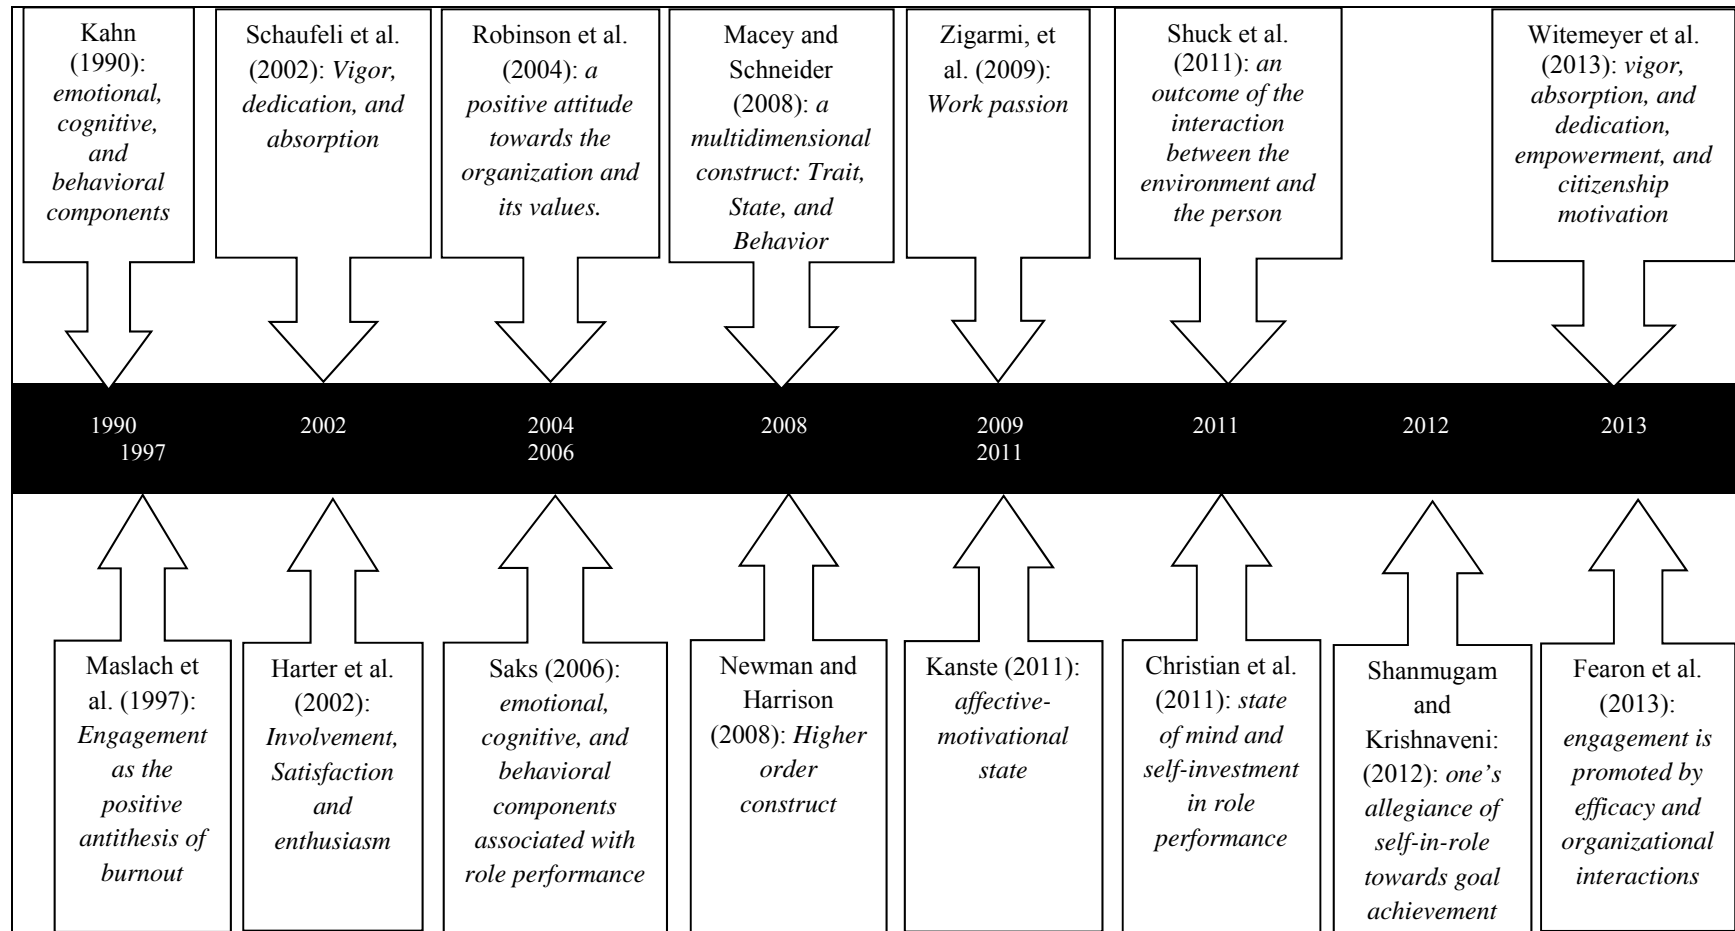 Kahn
(1990):
emotional,
cognitive,
and
behavioral
components
Schaufeli et al.
(2002): Vigor,
dedication, and
absorption
Robinson et al.
(2004): a
positive attitude
towards the
organization and
its values.
Macey and
Schneider
(2008): a
multidimensional
construct: Trait,
State, and
Behavior
Zigarmi, et
al. (2009):
Work passion
Shuck et al.
(2011): an
outcome of the
interaction
between the
environment and
the person
Witemeyer et al.
(2013): vigor,
absorption, and
dedication,
empowerment, and
citizenship
motivation
1990
1997
2002
2004
2006
2008
2009
2011
2011
2012
2013
Maslach et
al. (1997):
Engagement
as the
positive
antithesis of
burnout
Harter et al.
(2002):
Involvement,
Satisfaction
and
enthusiasm
Saks (2006):
emotional,
cognitive, and
behavioral
components
associated with
role performance
Newman and
Harrison
(2008): Higher
order
construct
Kanste (2011):
affective-
motivational
state
Christian et al.
(2011): state
of mind and
self-investment
in role
performance
Shanmugam
and
Krishnaveni:
(2012): one’s
allegiance of
self-in-role
towards goal
achievement
Fearon et al.
(2013):
engagement is
promoted by
efficacy and
organizational
interactions